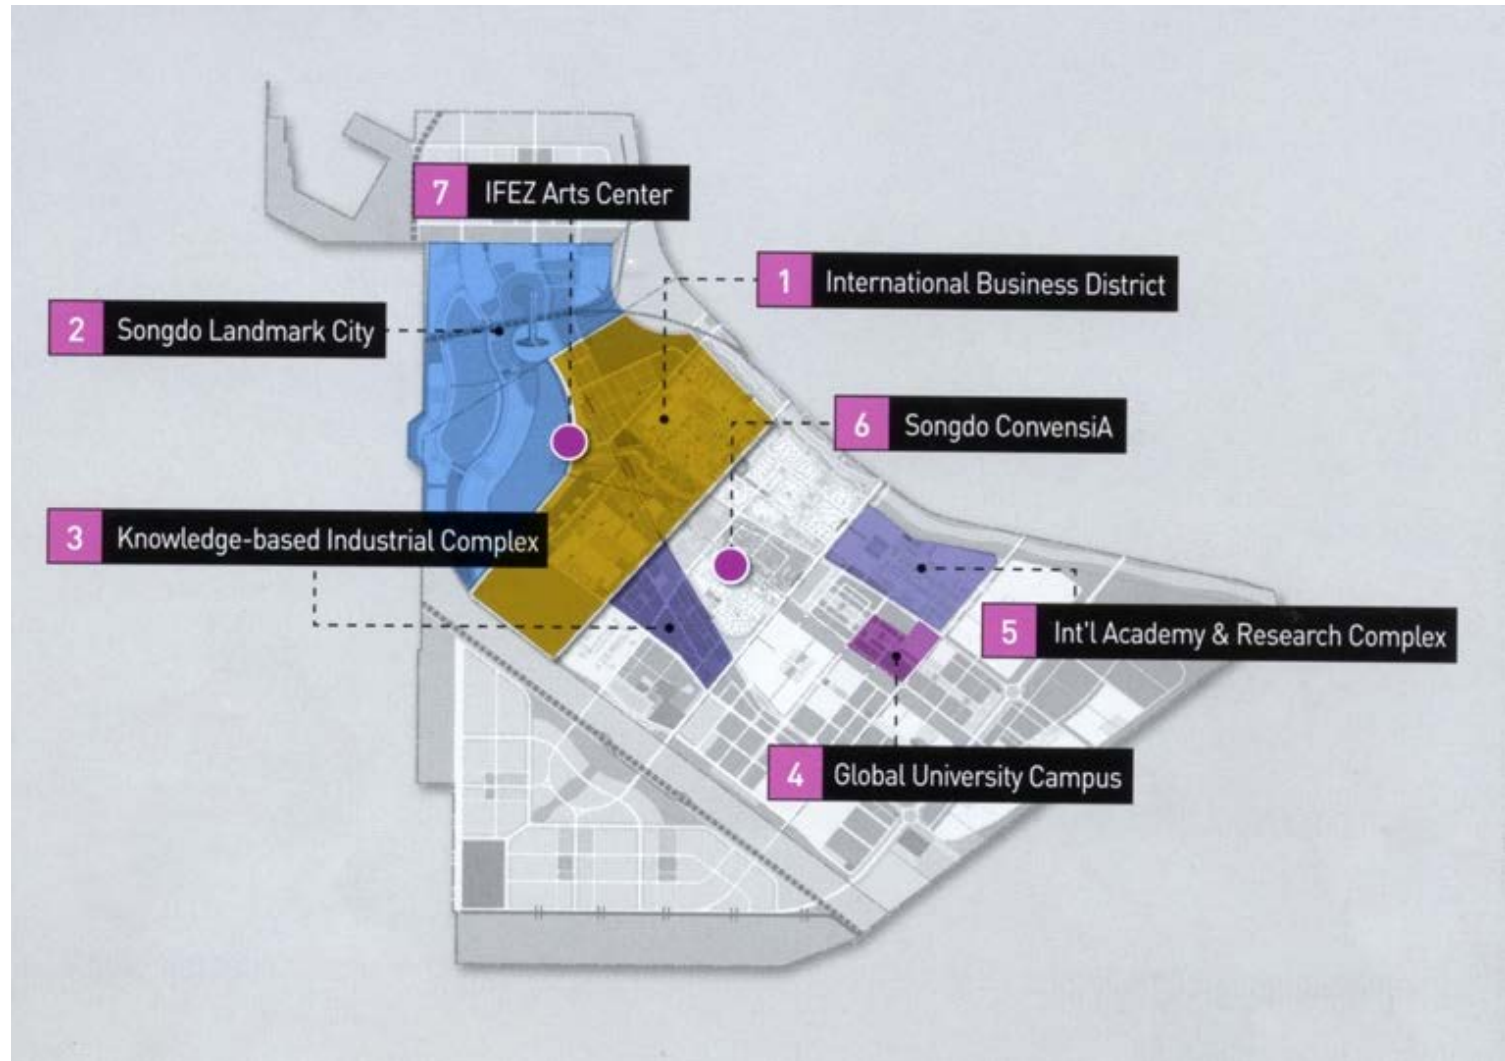 7 IFEZ Arts Center
1 International Business District
2 Songdo Landmark City
6 Songdo ConvensiA
3 Knowledge-based Industrial Complex
5 Int'l Academy & Research Complex
4 Global University Campus